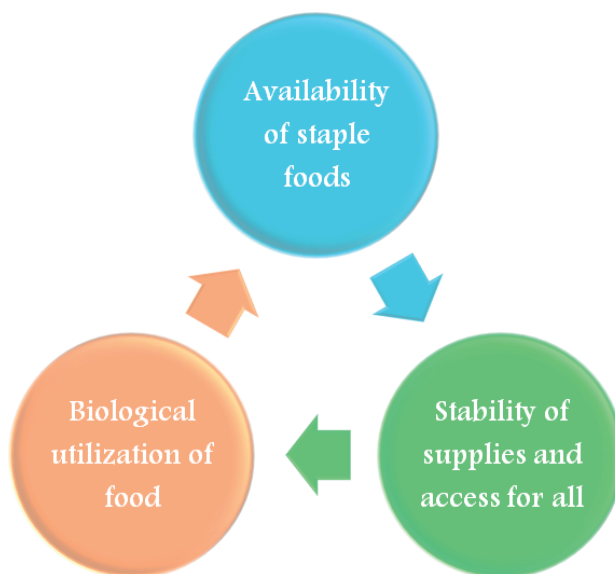 Availability
of staple
foods
Stability of
supplies and
access for all
Biological
utilization of
food